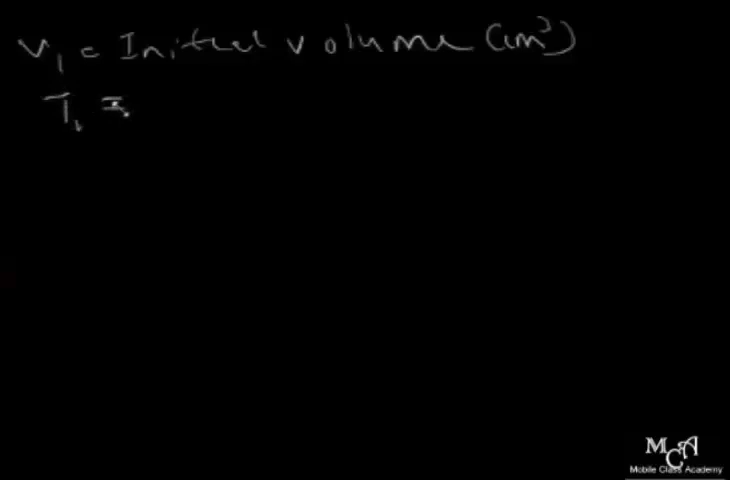 V₁ = Initial volume (cm³)
T₁ =
MCA
Mobile Class Academy